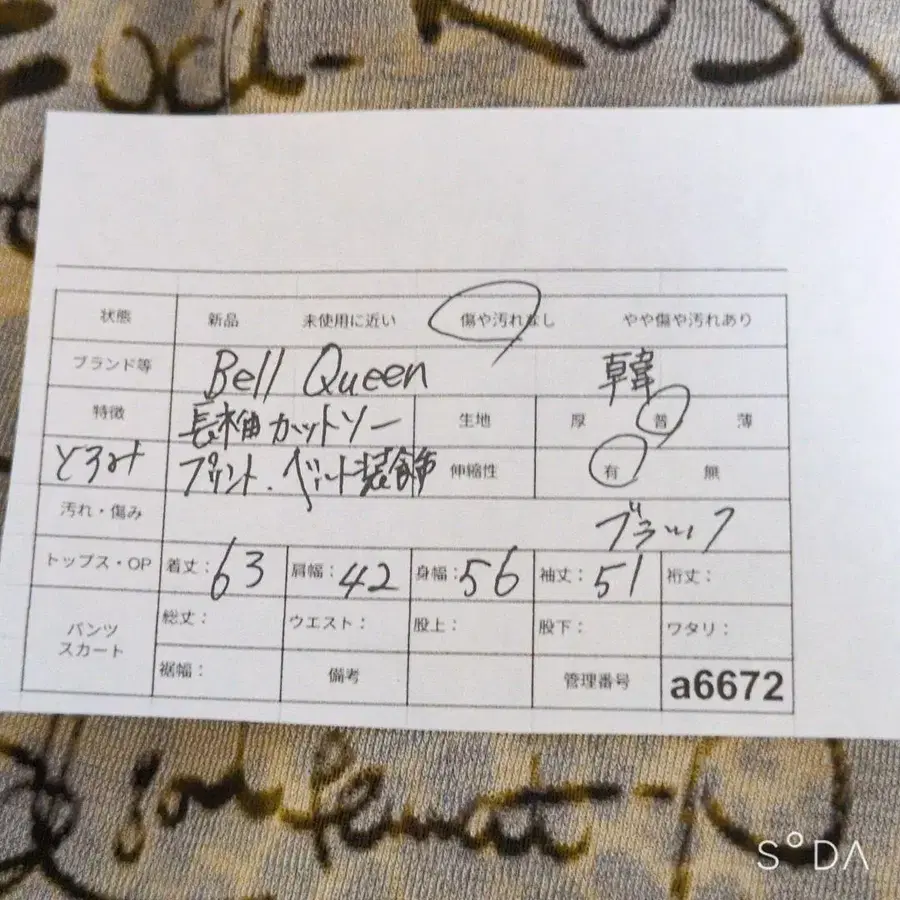 状態 新品 未使用に近い 傷や汚れなし やや傷や汚れあり
ブランド等 Bell Queen 韓
特徴 長袖カットソー 生地 厚 普 薄
とろみ プリント.ベット装飾 伸縮性 有 無
汚れ・傷み ブラック
トップス・OP 着丈:63 肩幅:42 身幅:56 袖丈:51 裄丈:
パンツ スカート 総丈: ウエスト: 股上: 股下: ワタリ:
裾幅: 備考 管理番号 a6672
SODA